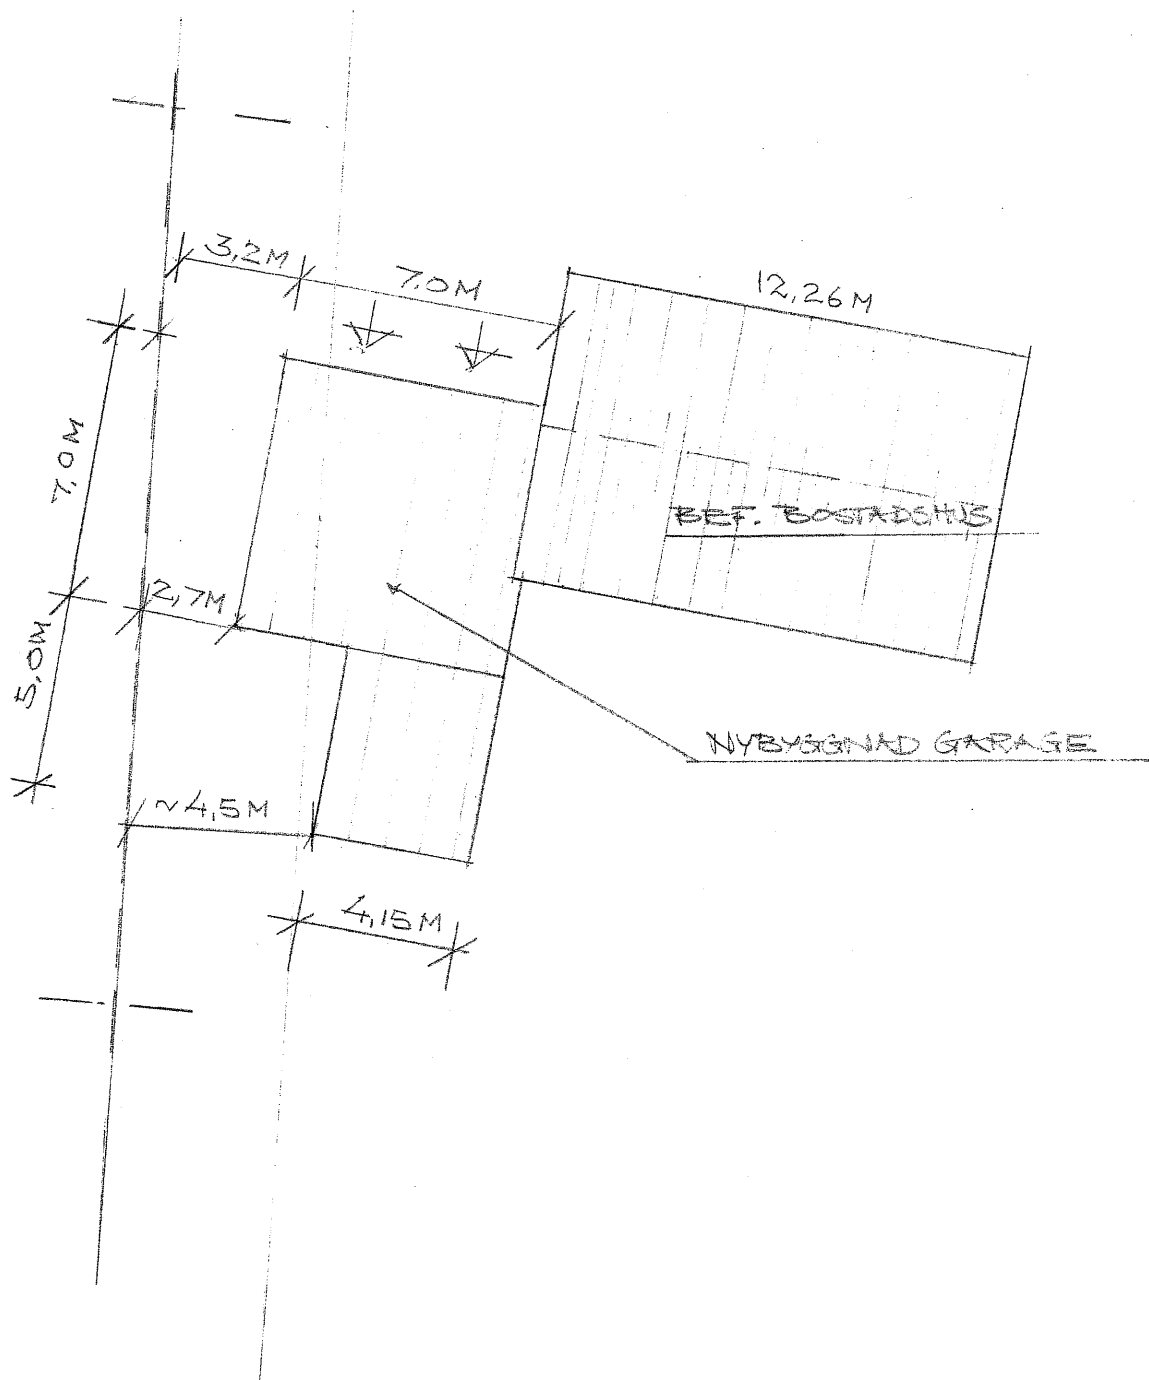 3,2M
7,0M
12,26M
7,0M
BEF. BOSTADSHUS
2,7M
5,0M
NYBYGGNAD GARAGE
~4,5M
4,15M